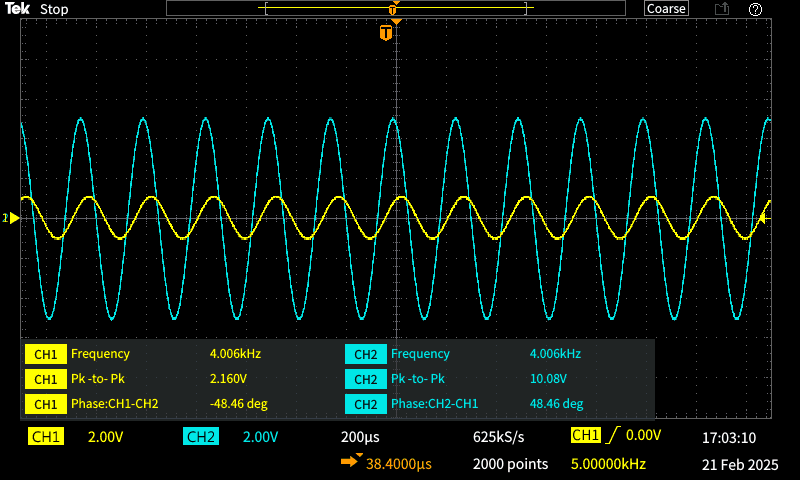 Tek Stop T Coarse ?
T
1
CH1 Frequency 4.006kHz CH2 Frequency 4.006kHz
CH1 Pk -to- Pk 2.160V CH2 Pk -to- Pk 10.08V
CH1 Phase:CH1-CH2 -48.46 deg CH2 Phase:CH2-CH1 48.46 deg
CH1 2.00V CH2 2.00V 200µs 625kS/s CH1 0.00V 17:03:10
38.4000µs 2000 points 5.00000kHz 21 Feb 2025